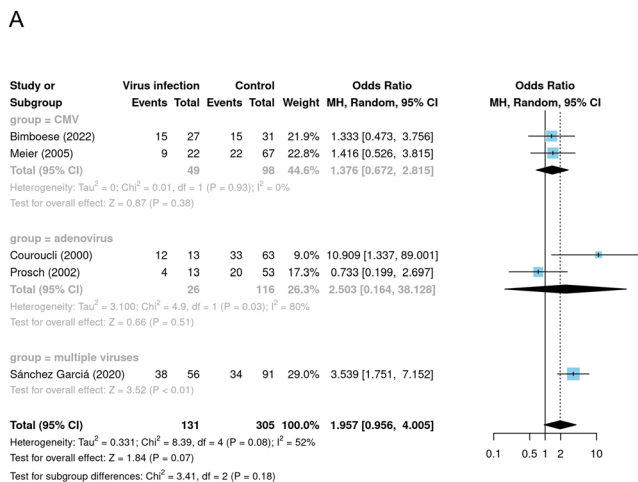 A
Study or Virus infection Control Odds Ratio Odds Ratio
Subgroup Events Total Events Total Weight MH, Random, 95% CI MH, Random, 95% CI
group = CMV
Bimboese (2022) 15 27 15 31 21.9% 1.333 [0.473, 3.756]
Meier (2005) 9 22 22 67 22.8% 1.416 [0.526, 3.815]
Total (95% CI) 49 98 44.6% 1.376 [0.672, 2.815]
Heterogeneity: Tau² = 0; Chi² = 0.01, df = 1 (P = 0.93); I² = 0%
Test for overall effect: Z = 0.87 (P = 0.38)
group = adenovirus
Couroucli (2000) 12 13 33 63 9.0% 10.909 [1.337, 89.001]
Prosch (2002) 4 13 20 53 17.3% 0.733 [0.199, 2.697]
Total (95% CI) 26 116 26.3% 2.503 [0.164, 38.128]
Heterogeneity: Tau² = 3.100; Chi² = 4.9, df = 1 (P = 0.03); I² = 80%
Test for overall effect: Z = 0.66 (P = 0.51)
group = multiple viruses
Sánchez Garciá (2020) 38 56 34 91 29.0% 3.539 [1.751, 7.152]
Test for overall effect: Z = 3.52 (P < 0.01)
Total (95% CI) 131 305 100.0% 1.957 [0.956, 4.005]
Heterogeneity: Tau² = 0.331; Chi² = 8.39, df = 4 (P = 0.08); I² = 52%
Test for overall effect: Z = 1.84 (P = 0.07)
Test for subgroup differences: Chi² = 3.41, df = 2 (P = 0.18)
0.1 0.5 1 2 10